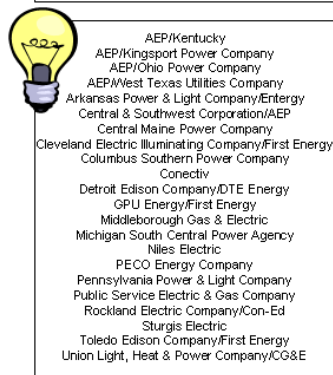 AEP/Kentucky
AEP/Kingsport Power Company
AEP/Ohio Power Company
AEP/West Texas Utilities Company
Arkansas Power & Light Company/Entergy
Central & Southwest Corporation/AEP
Central Maine Power Company
Cleveland Electric Illuminating Company/First Energy
Columbus Southern Power Company
Conectiv
Detroit Edison Company/DTE Energy
GPU Energy/First Energy
Middleborough Gas & Electric
Michigan South Central Power Agency
Niles Electric
PECO Energy Company
Pennsylvania Power & Light Company
Public Service Electric & Gas Company
Rockland Electric Company/Con-Ed
Sturgis Electric
Toledo Edison Company/First Energy
Union Light, Heat & Power Company/CG&E